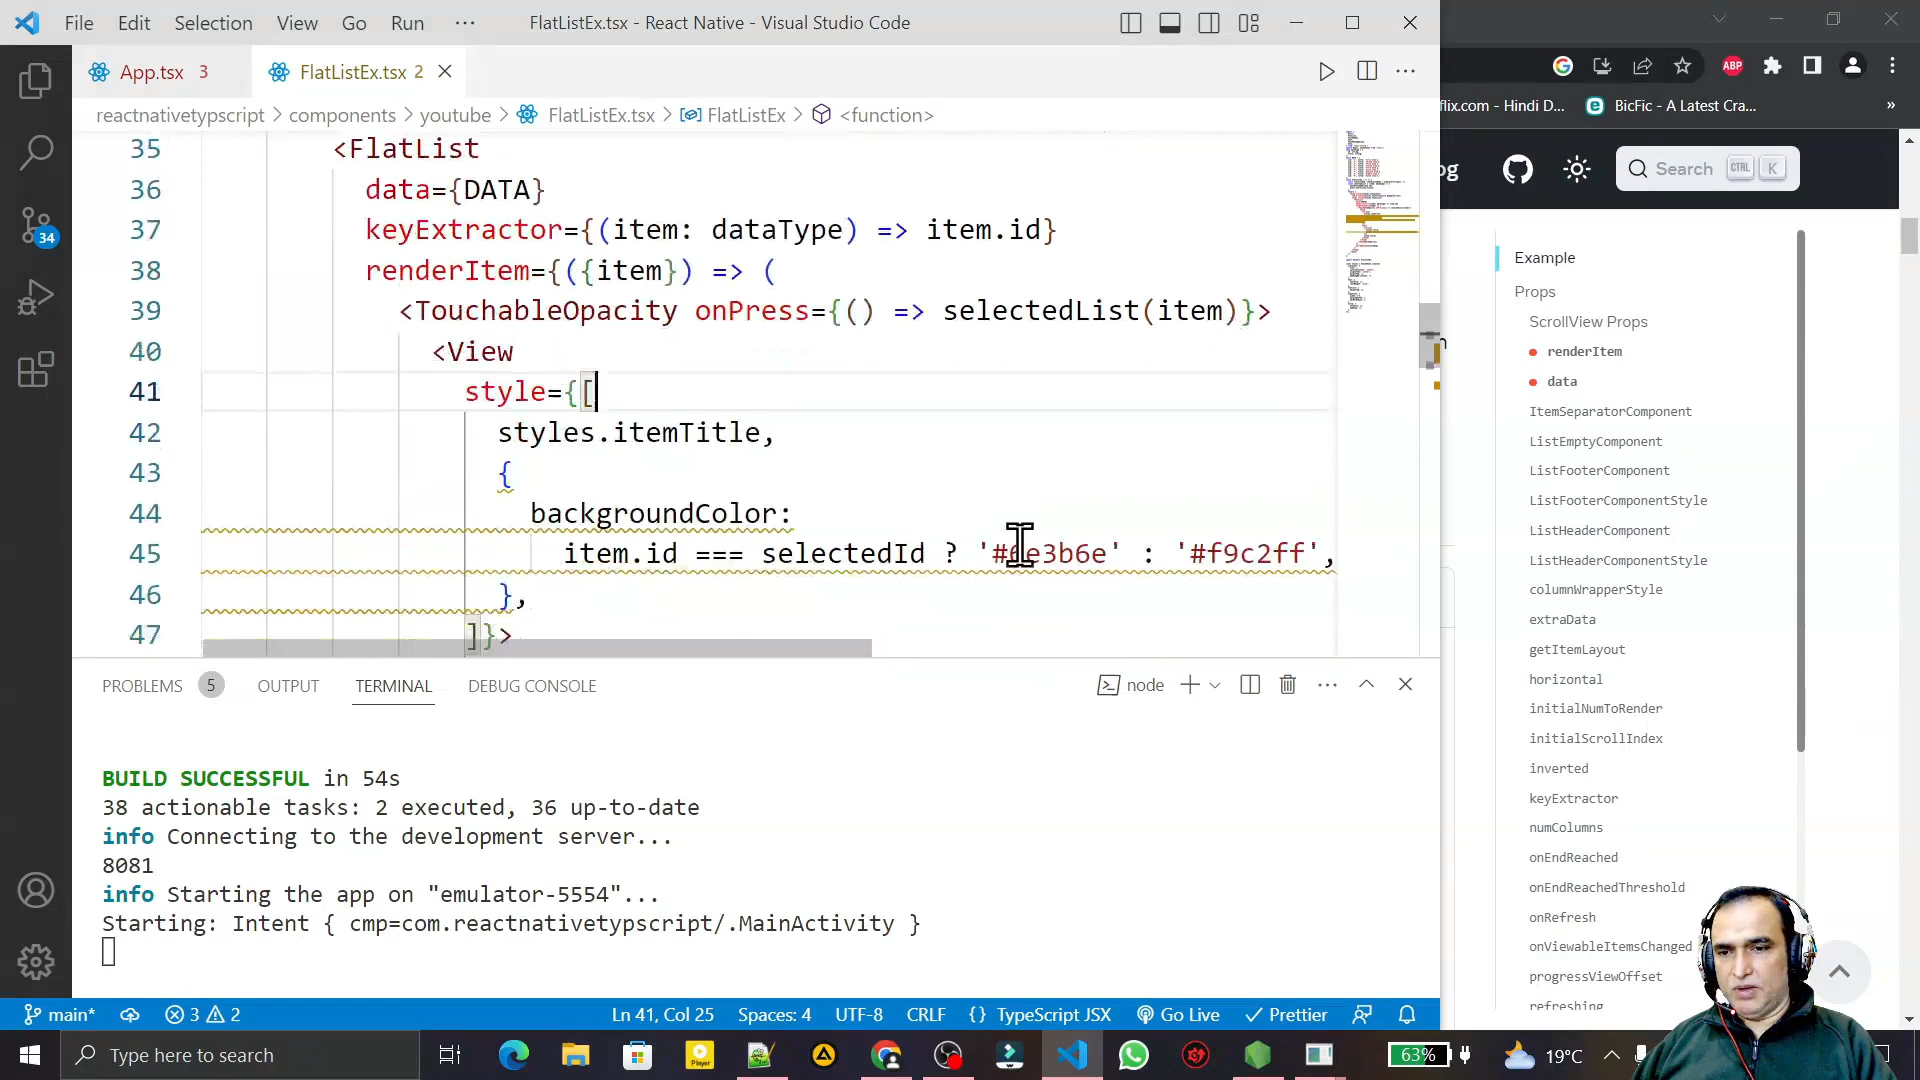 File Edit Selection View Go Run ··· FlatListEx.tsx - React Native - Visual Studio Code
App.tsx 3 FlatListEx.tsx 2
reactnativetypscript > components > youtube > FlatListEx.tsx > FlatListEx > <function>
35 <FlatList
36 data={DATA}
37 keyExtractor={(item: dataType) => item.id}
38 renderItem={({item}) => (
39 <TouchableOpacity onPress={() => selectedList(item)}>
40 <View
41 style={[
42 styles.itemTitle,
43 {
44 backgroundColor:
45 item.id === selectedId ? '#6e3b6e' : '#f9c2ff',
46 },
47 ]}>
34
PROBLEMS 5 OUTPUT TERMINAL DEBUG CONSOLE node
BUILD SUCCESSFUL in 54s
38 actionable tasks: 2 executed, 36 up-to-date
info Connecting to the development server...
8081
info Starting the app on "emulator-5554"...
Starting: Intent { cmp=com.reactnativetypscript/.MainActivity }
main* 3 2 Ln 41, Col 25 Spaces: 4 UTF-8 CRLF {} TypeScript JSX Go Live Prettier
Type here to search
Player
63% 19°C
ABP
flix.com - Hindi D... BicFic - A Latest Cra... »
og Search CTRL K
Example
Props
ScrollView Props
renderItem
data
ItemSeparatorComponent
ListEmptyComponent
ListFooterComponent
ListFooterComponentStyle
ListHeaderComponent
ListHeaderComponentStyle
columnWrapperStyle
extraData
getItemLayout
horizontal
initialNumToRender
initialScrollIndex
inverted
keyExtractor
numColumns
onEndReached
onEndReachedThreshold
onRefresh
onViewableItemsChanged
progressViewOffset
refreshing